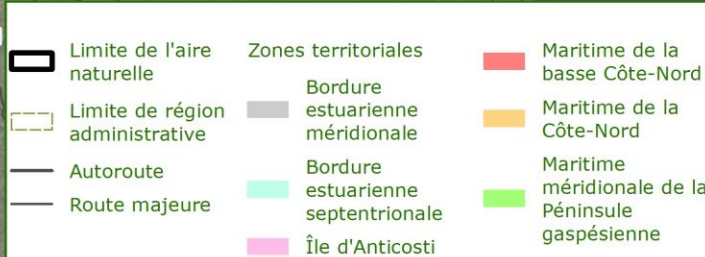 Limite de l'aire
naturelle
Limite de région
administrative
Autoroute
Route majeure
Zones territoriales
Bordure
estuarienne
méridionale
Bordure
estuarienne
septentrionale
Île d'Anticosti
Maritime de la
basse Côte-Nord
Maritime de la
Côte-Nord
Maritime
méridionale de la
Péninsule
gaspésienne